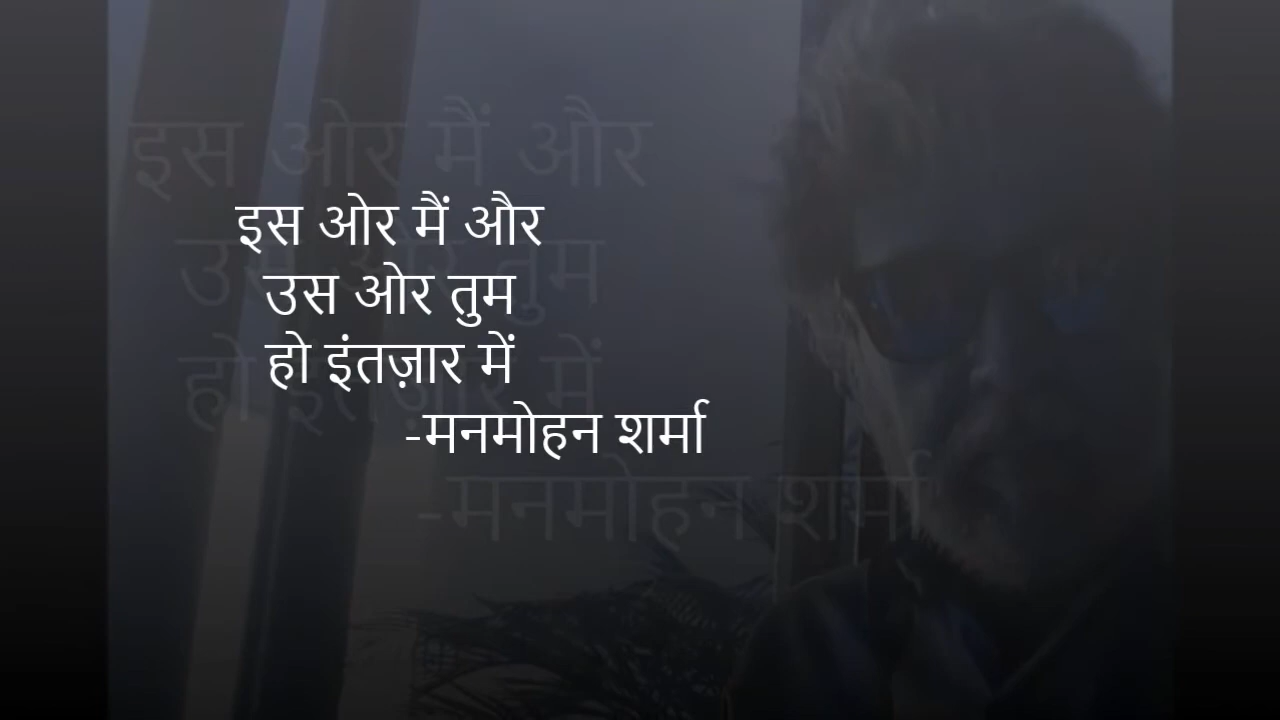 इस ओर मैं और
उस ओर तुम
हो इंतज़ार में
-मनमोहन शर्मा